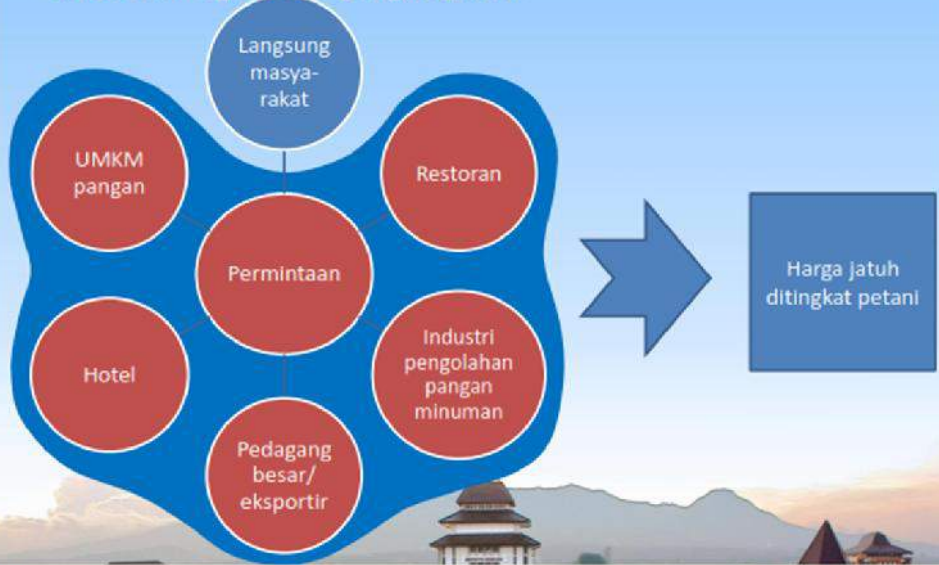 Langsung
masya-
rakat
UMKM
pangan
Restoran
Permintaan
Harga jatuh
ditingkat petani
Hotel
Industri
pengolahan
pangan
minuman
Pedagang
besar/
eksportir